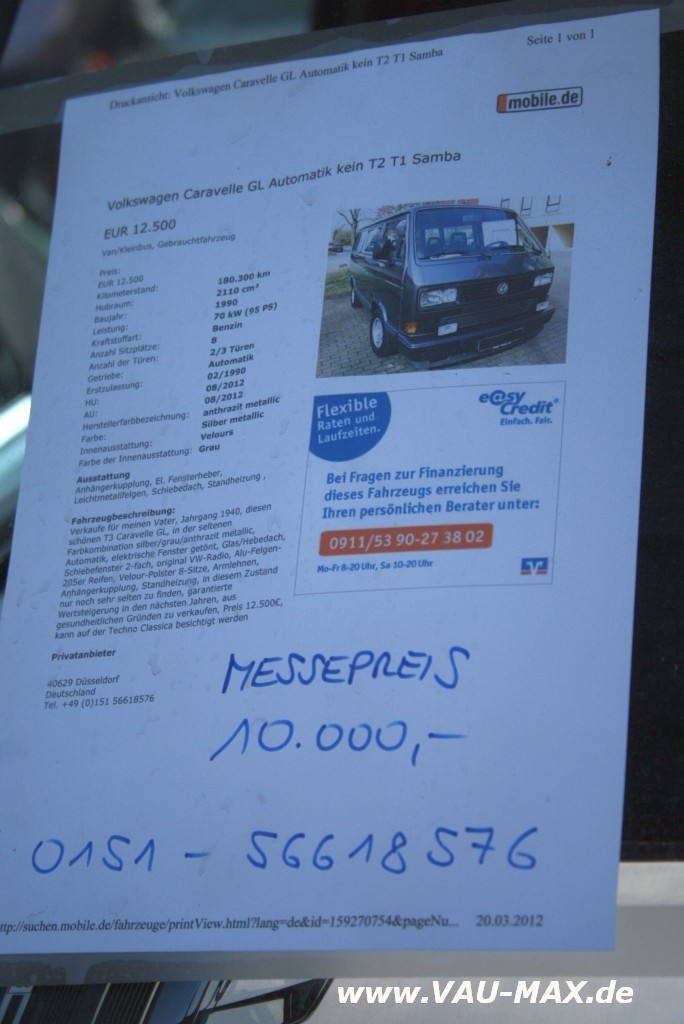 Druckansicht: Volkswagen Caravelle GL Automatik kein T2 T1 Samba
Seite 1 von 1
mobile.de
Volkswagen Caravelle GL Automatik kein T2 T1 Samba
EUR 12.500
Van/Kleinbus, Gebrauchtfahrzeug
Preis:
EUR 12.500
Kilometerstand: 180.300 km
Hubraum: 2110 cm³
Baujahr: 1990
Leistung: 70 kW (95 PS)
Kraftstoffart: Benzin
Anzahl Sitzplätze: 8
Anzahl der Türen: 2/3 Türen
Getriebe: Automatik
Erstzulassung: 02/1990
HU: 08/2012
AU: 08/2012
Herstellerfarbbezeichnung: anthrazit metallic
Farbe: Silber metallic
Innenausstattung: Velours
Farbe der Innenausstattung: Grau
Ausstattung
Anhängerkupplung, El. Fensterheber,
Leichtmetallfelgen, Schiebedach, Standheizung ,
Fahrzeugbeschreibung:
Verkaufe für meinen Vater, Jahrgang 1940, diesen
schönen T3 Caravelle GL, in der seltenen
Farbkombination silber/grau/anthrazit metallic,
Automatik, elektrische Fenster getönt, Glas/Hebedach,
Schiebefenster 2-fach, original VW-Radio, Alu-Felgen-
205er Reifen, Velour-Polster 8-Sitze, Armlehnen,
Anhängerkupplung, Standheizung, in diesem Zustand
nur noch sehr selten zu finden, garantierte
Wertsteigerung in den nächsten Jahren, aus
gesundheitlichen Gründen zu verkaufen, Preis 12.500€,
kann auf der Techno Classica besichtigt werden
Privatanbieter
40629 Düsseldorf
Deutschland
Tel. +49 (0)151 56618576
Flexible
Raten und
Laufzeiten.
e@sy
Credit®
Einfach. Fair.
Bei Fragen zur Finanzierung
dieses Fahrzeugs erreichen Sie
Ihren persönlichen Berater unter:
0911/53 90-27 38 02
Mo-Fr 8-20 Uhr, Sa 10-20 Uhr
MESSEPREIS
10.000,-
0151 - 56618576
ttp://suchen.mobile.de/fahrzeuge/printView.html?lang=de&id=159270754&pageNu...
20.03.2012
www.VAU-MAX.de